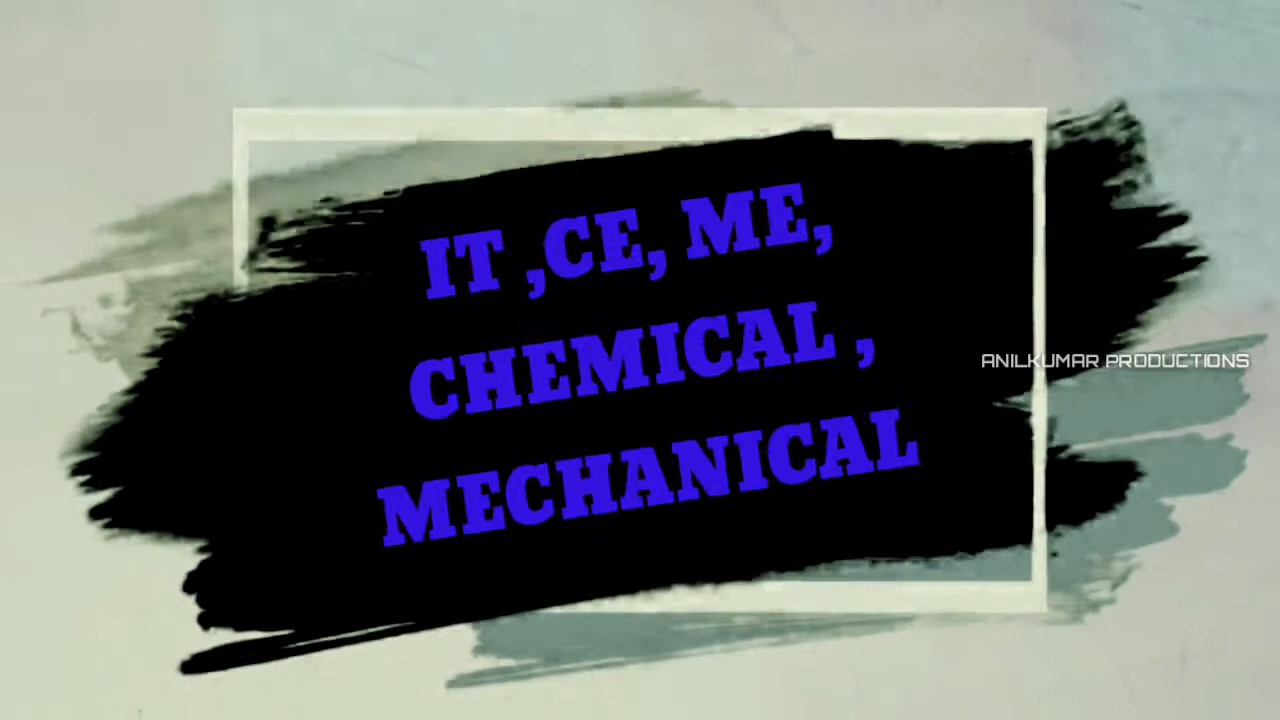 IT ,CE, ME,
CHEMICAL ,
MECHANICAL
ANILKUMAR PRODUCTIONS